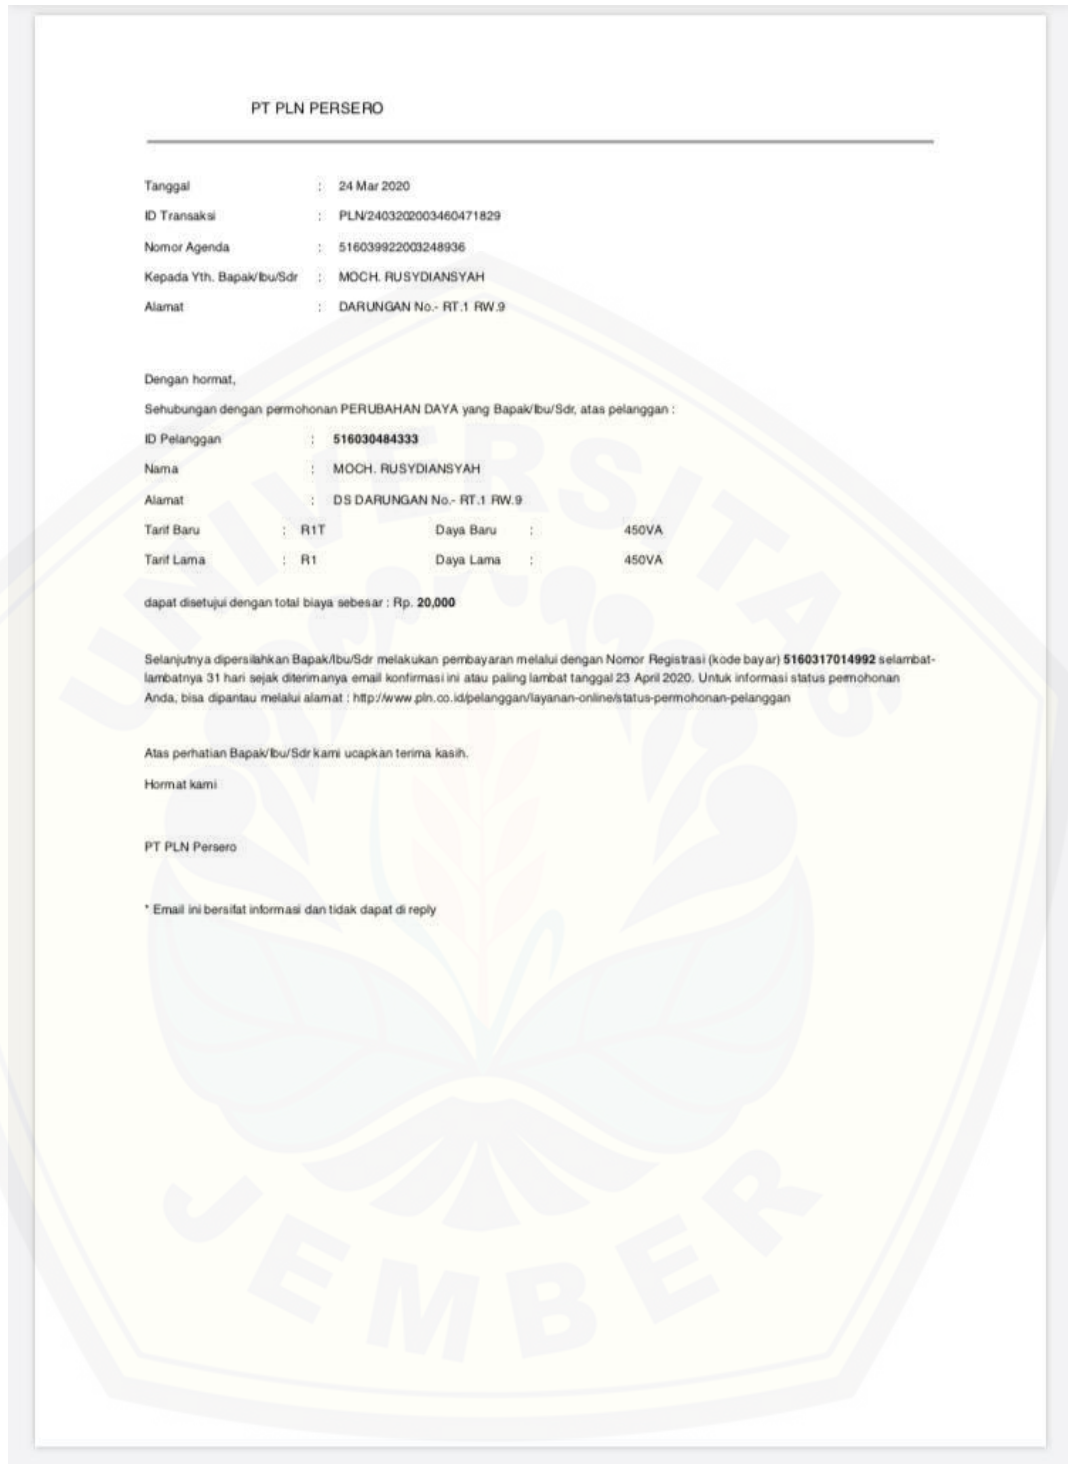 PT PLN PERSERO
Tanggal : 24 Mar 2020
ID Transaksi : PLN/2403202003460471829
Nomor Agenda : 516039922003248936
Kepada Yth. Bapak/Ibu/Sdr : MOCH. RUSYDIANSYAH
Alamat : DARUNGAN No.- RT.1 RW.9
Dengan hormat,
Sehubungan dengan permohonan PERUBAHAN DAYA yang Bapak/Ibu/Sdr, atas pelanggan :
ID Pelanggan : 516030484333
Nama : MOCH. RUSYDIANSYAH
Alamat : DS DARUNGAN No.- RT.1 RW.9
Tarif Baru : R1T Daya Baru : 450VA
Tarif Lama : R1 Daya Lama : 450VA
dapat disetujui dengan total biaya sebesar : Rp. 20,000
Selanjutnya dipersilahkan Bapak/Ibu/Sdr melakukan pembayaran melalui dengan Nomor Registrasi (kode bayar) 5160317014992 selambat-
lambatnya 31 hari sejak diterimanya email konfirmasi ini atau paling lambat tanggal 23 April 2020. Untuk informasi status permohonan
Anda, bisa dipantau melalui alamat : http://www.pln.co.id/pelanggan/layanan-online/status-permohonan-pelanggan
Atas perhatian Bapak/Ibu/Sdr kami ucapkan terima kasih.
Hormat kami
PT PLN Persero
* Email ini bersifat informasi dan tidak dapat di reply
UNIVERSITAS
JEMBER